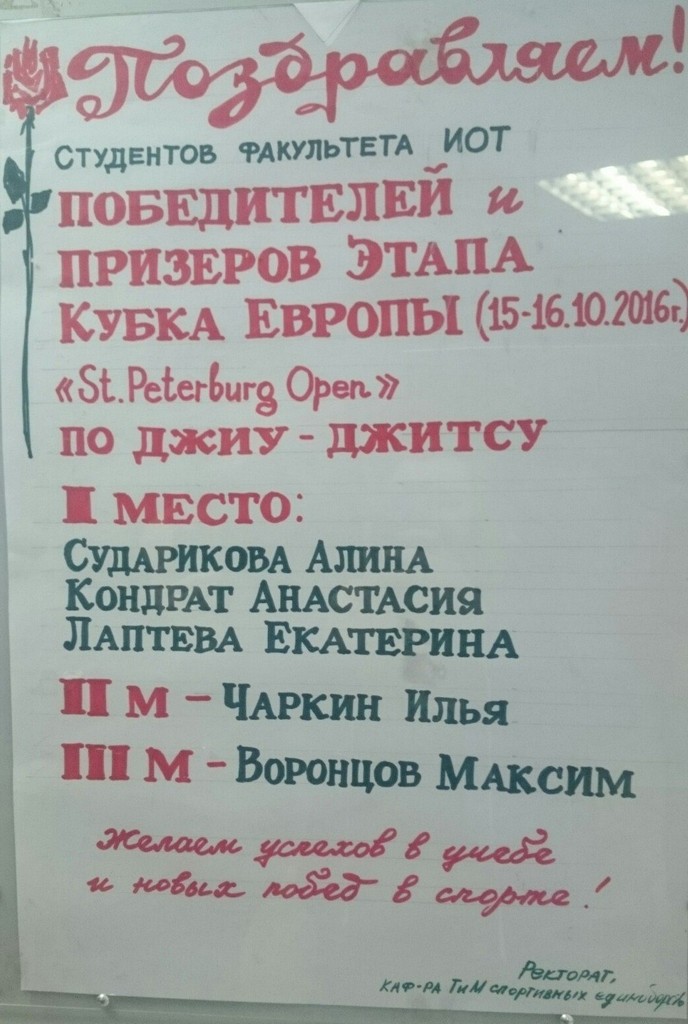 Поздравляем!
СТУДЕНТОВ ФАКУЛЬТЕТА ИОТ
ПОБЕДИТЕЛЕЙ и
ПРИЗЕРОВ ЭТАПА
КУБКА ЕВРОПЫ (15-16.10.2016г.)
«St. Peterburg Open»
ПО ДЖИУ-ДЖИТСУ
I МЕСТО:
СУДАРИКОВА АЛИНА
КОНДРАТ АНАСТАСИЯ
ЛАПТЕВА ЕКАТЕРИНА
II М - ЧАРКИН ИЛЬЯ
III М - ВОРОНЦОВ МАКСИМ
Желаем успехов в учебе
и новых побед в спорте!
РЕКТОРАТ,
КАФ-РА ТиМ спортивных единоборств